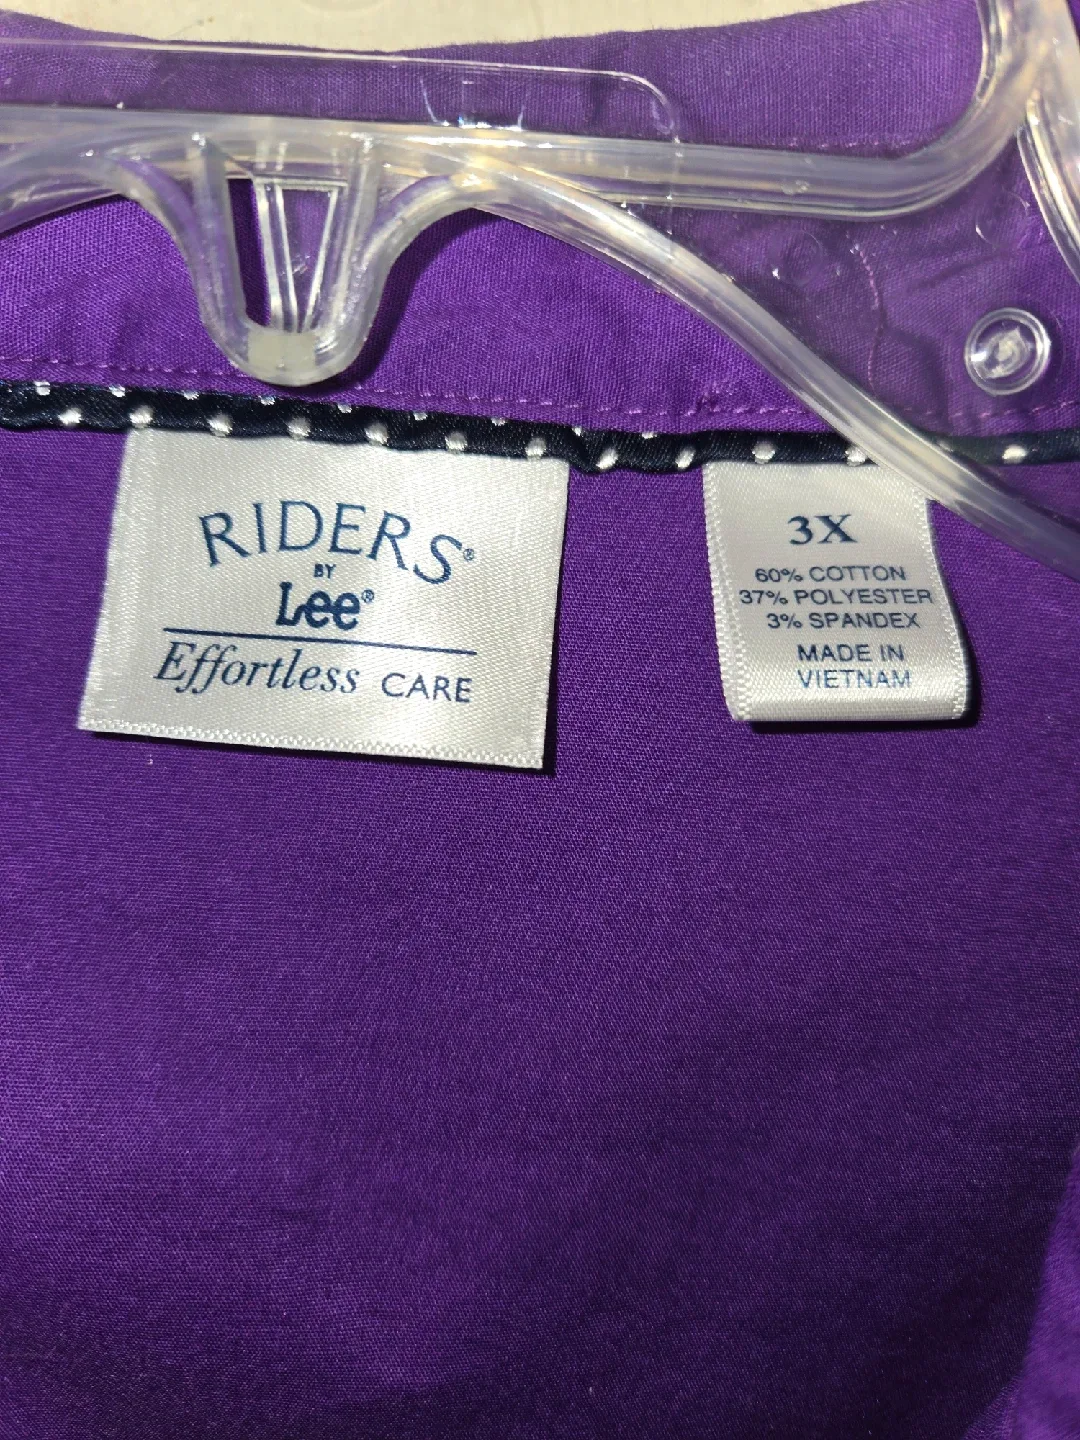 RIDERS®
BY
Lee®
Effortless CARE
3X
60% COTTON
37% POLYESTER
3% SPANDEX
MADE IN
VIETNAM